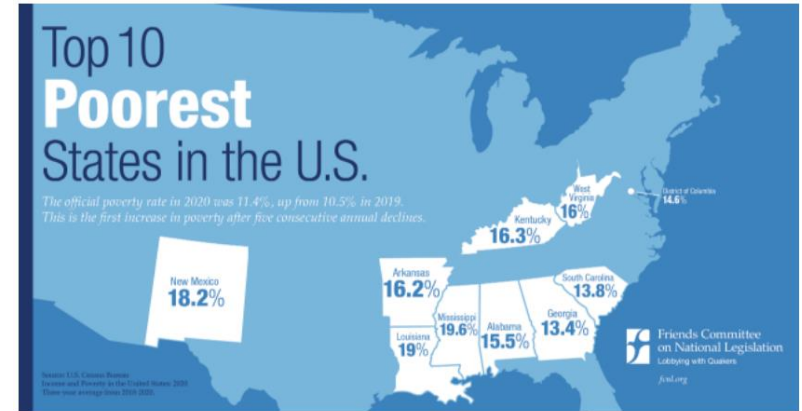 Top 10
Poorest
States in the U.S.
The official poverty rate in 2020 was 11.4%, up from 10.5% in 2019.
This is the first increase in poverty after five consecutive annual declines.
West
Virginia
16%
District of Columbia
14.6%
Kentucky
16.3%
New Mexico
18.2%
Arkansas
16.2%
South Carolina
13.8%
Mississippi
19.6%
Alabama
15.5%
Georgia
13.4%
Louisiana
19%
Friends Committee
on National Legislation
Lobbying with Quakers
fcnl.org
Source: U.S. Census Bureau
Income and Poverty in the United States: 2020
Three-year average from 2018-2020.